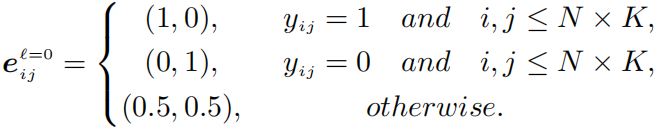 (1, 0), y_{ij} = 1 and i, j ≤ N × K,
e_{ij}^{ℓ=0} = { (0, 1), y_{ij} = 0 and i, j ≤ N × K,
(0.5, 0.5), otherwise.